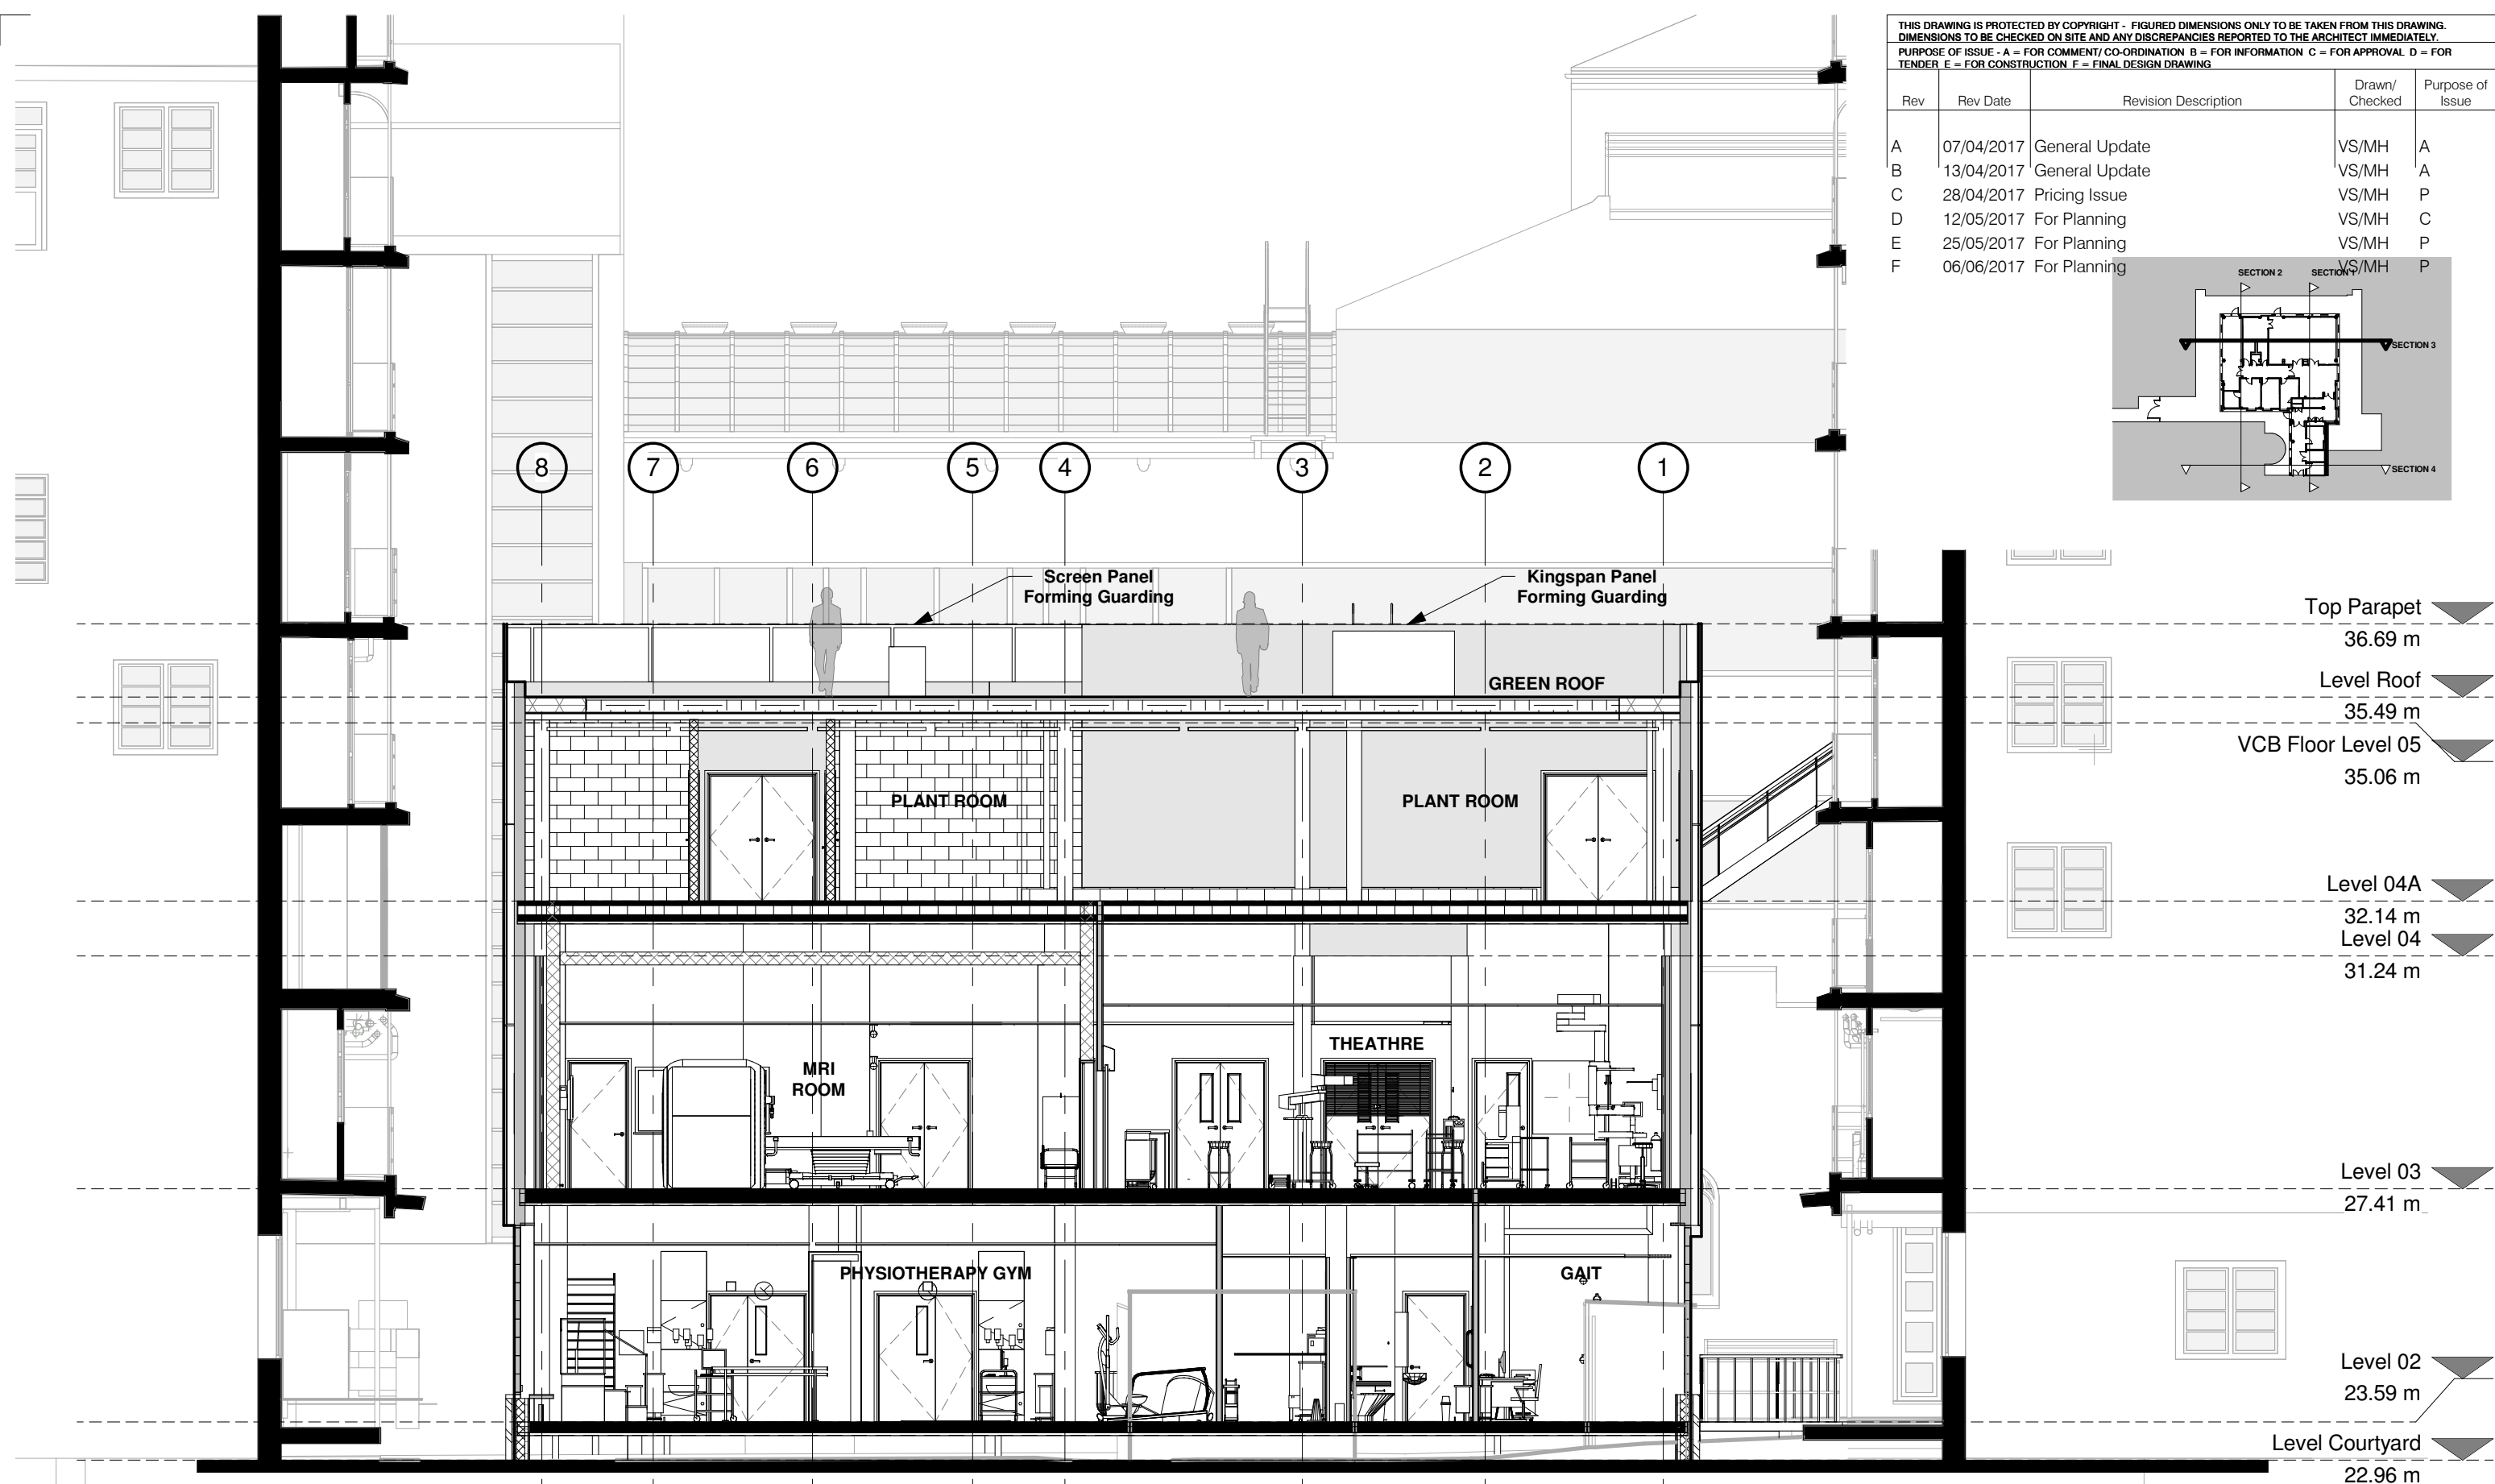 THIS DRAWING IS PROTECTED BY COPYRIGHT - FIGURED DIMENSIONS ONLY TO BE TAKEN FROM THIS DRAWING.
DIMENSIONS TO BE CHECKED ON SITE AND ANY DISCREPANCIES REPORTED TO THE ARCHITECT IMMEDIATELY.
PURPOSE OF ISSUE - A = FOR COMMENT/ CO-ORDINATION B = FOR INFORMATION C = FOR APPROVAL D = FOR
TENDER E = FOR CONSTRUCTION F = FINAL DESIGN DRAWING
Rev Rev Date Revision Description Drawn/ Checked Purpose of Issue
A 07/04/2017 General Update VS/MH A
B 13/04/2017 General Update VS/MH A
C 28/04/2017 Pricing Issue VS/MH P
D 12/05/2017 For Planning VS/MH C
E 25/05/2017 For Planning VS/MH P
F 06/06/2017 For Planning VS/MH P
SECTION 2 SECTION 1
SECTION 3
SECTION 4
8 7 6 5 4 3 2 1
Screen Panel
Forming Guarding
Kingspan Panel
Forming Guarding
GREEN ROOF
PLANT ROOM
PLANT ROOM
MRI
ROOM
THEATHRE
PHYSIOTHERAPY GYM
GAIT
Top Parapet
36.69 m
Level Roof
35.49 m
VCB Floor Level 05
35.06 m
Level 04A
32.14 m
Level 04
31.24 m
Level 03
27.41 m
Level 02
23.59 m
Level Courtyard
22.96 m